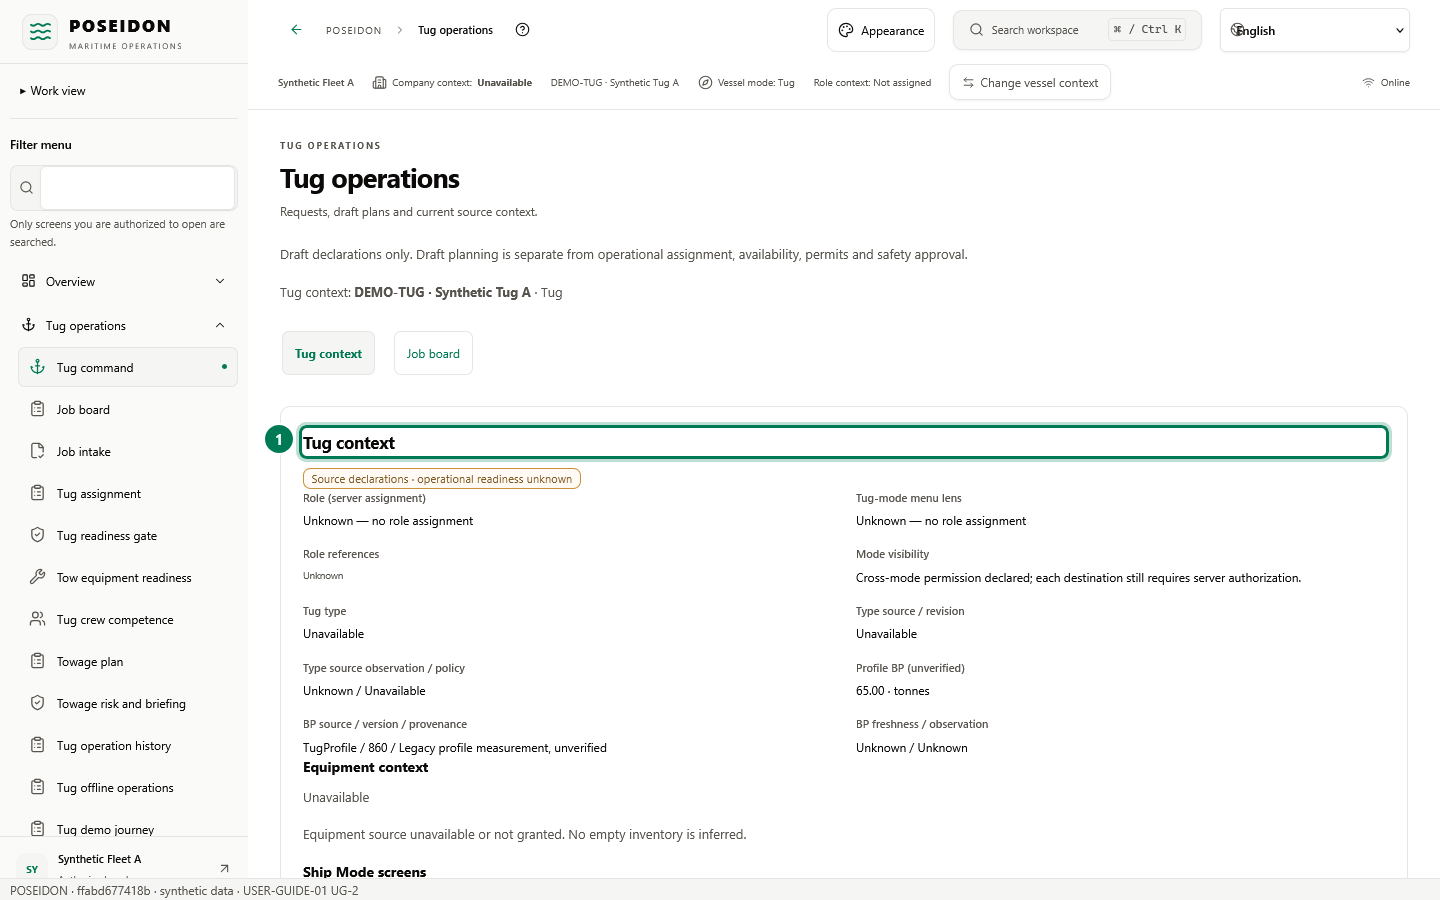 POSEIDON
MARITIME OPERATIONS
Work view
Filter menu
Only screens you are authorized to open are
searched.
Overview
Tug operations
Tug command
Job board
Job intake
Tug assignment
Tug readiness gate
Tow equipment readiness
Tug crew competence
Towage plan
Towage risk and briefing
Tug operation history
Tug offline operations
Tug demo journey
SY
Synthetic Fleet A
POSEIDON
Tug operations
Appearance
Search workspace
⌘ / Ctrl K
English
Synthetic Fleet A
Company context: Unavailable
DEMO-TUG · Synthetic Tug A
Vessel mode: Tug
Role context: Not assigned
Change vessel context
Online
TUG OPERATIONS
Tug operations
Requests, draft plans and current source context.
Draft declarations only. Draft planning is separate from operational assignment, availability, permits and safety approval.
Tug context: DEMO-TUG · Synthetic Tug A · Tug
Tug context
Job board
1
Tug context
Source declarations · operational readiness unknown
Role (server assignment)
Unknown — no role assignment
Tug-mode menu lens
Unknown — no role assignment
Role references
Unknown
Mode visibility
Cross-mode permission declared; each destination still requires server authorization.
Tug type
Unavailable
Type source / revision
Unavailable
Type source observation / policy
Unknown / Unavailable
Profile BP (unverified)
65.00 · tonnes
BP source / version / provenance
TugProfile / 860 / Legacy profile measurement, unverified
BP freshness / observation
Unknown / Unknown
Equipment context
Unavailable
Equipment source unavailable or not granted. No empty inventory is inferred.
Ship Mode screens
POSEIDON · ffabd677418b · synthetic data · USER-GUIDE-01 UG-2